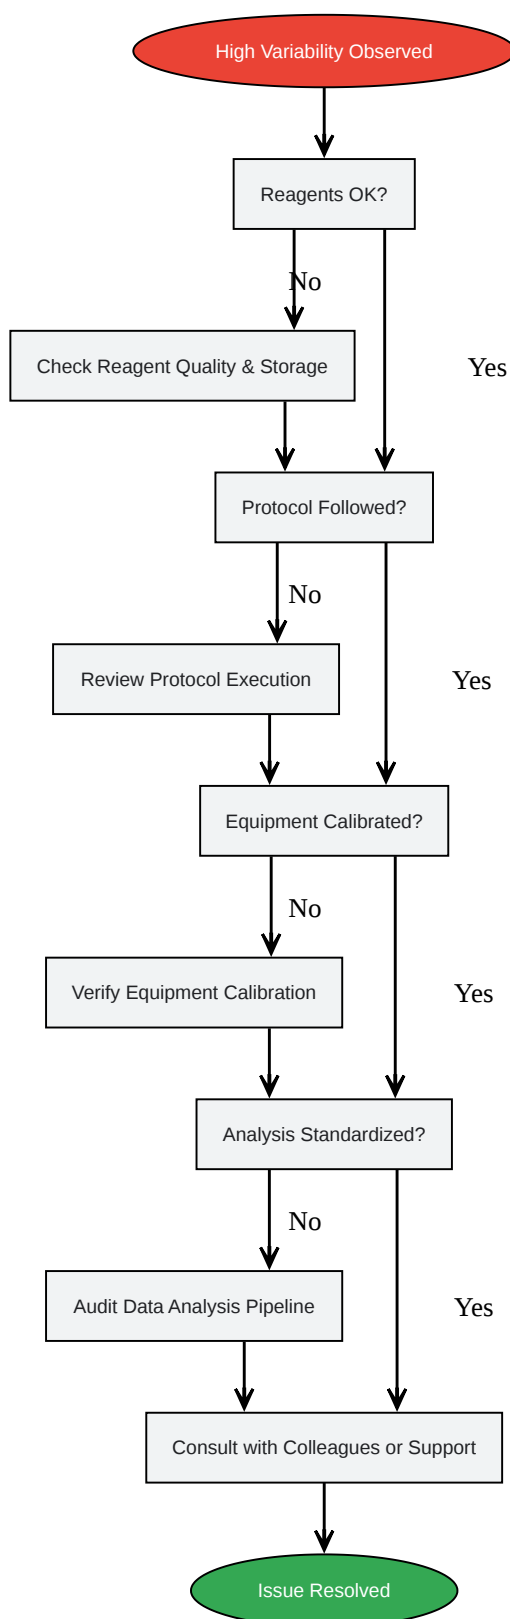 High Variability Observed
Reagents OK?
No
Check Reagent Quality & Storage
Yes
Protocol Followed?
No
Review Protocol Execution
Yes
Equipment Calibrated?
No
Verify Equipment Calibration
Yes
Analysis Standardized?
No
Audit Data Analysis Pipeline
Yes
Consult with Colleagues or Support
Issue Resolved